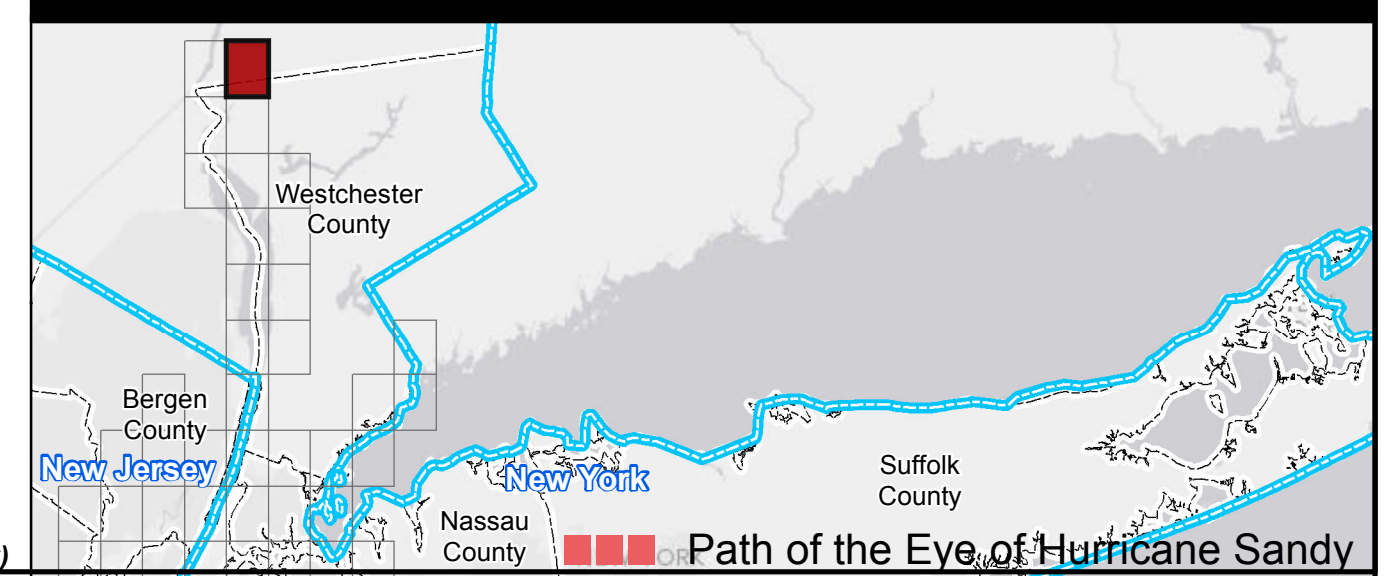 Westchester
County
Bergen
County
New Jersey
New York
Suffolk
County
Nassau
County
Path of the Eye of Hurricane Sandy
)